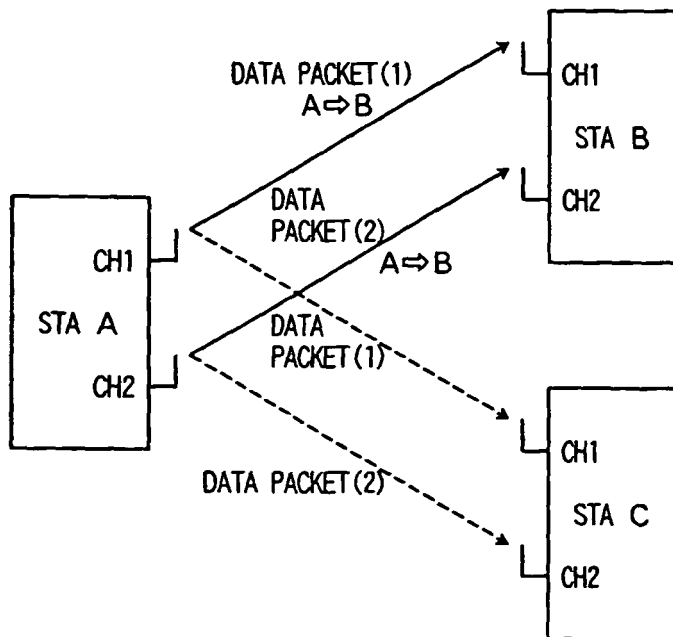 DATA PACKET(1)
A⇨B
CH1
STA B
CH2
DATA
PACKET(2)
A⇨B
CH1
STA A
CH2
DATA
PACKET(1)
DATA PACKET(2)
CH1
STA C
CH2